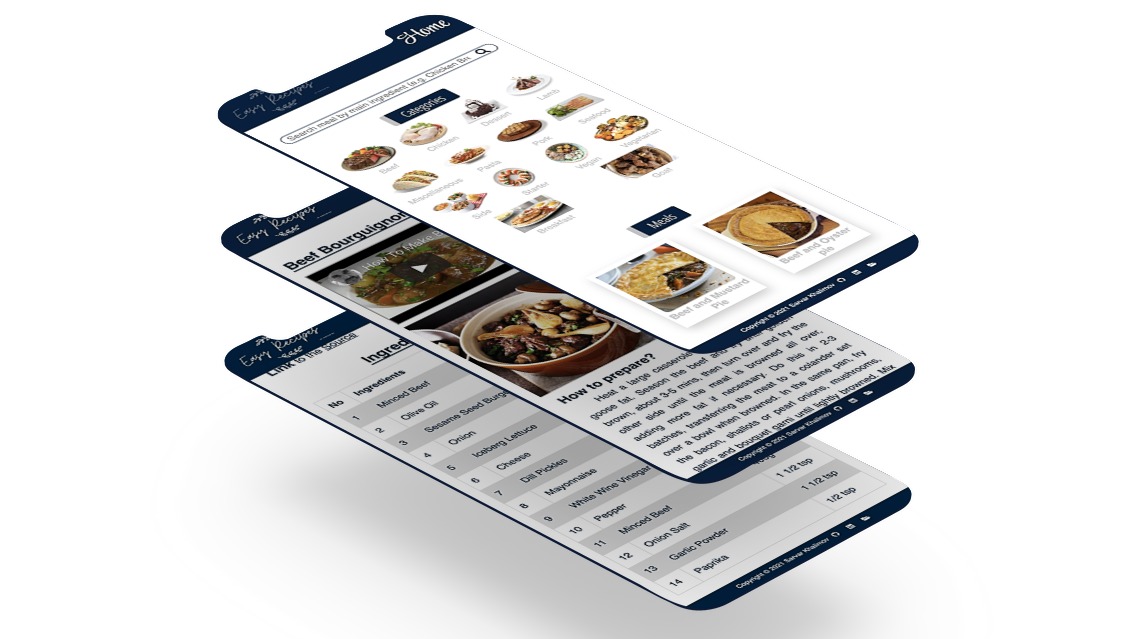 Home
Easy Recipes
Search meal by main ingredient (e.g. Chicken Bre
Categories
Beef
Chicken
Dessert
Lamb
Miscellaneous
Pasta
Pork
Seafood
Side
Starter
Vegan
Vegetarian
Breakfast
Goat
Meals
Beef and Mustard
Pie
Beef and Oyster
pie
Copyright © 2021 Sarvar Khalimov
Easy Recipes
Beef Bourguignon
How To Make B
How to prepare?
Heat a large casserole
goose fat. Season the beef and fry
brown, about 3-5 mins, then turn over and fry the
other side until the meat is browned all over,
adding more fat if necessary. Do this in 2-3
batches, transferring the meat to a colander set
over a bowl when browned. In the same pan, fry
the bacon, shallots or pearl onions, mushrooms,
garlic and bouquet garni until lightly browned. Mix
Copyright © 2021 Sarvar Khalimov
Easy Recipes
Link to the Source
Ingred
No Ingredients
1 Minced Beef
2 Olive Oil
3 Sesame Seed Burg
4 Onion
5 Iceberg Lettuce
6 Cheese
7 Dill Pickles
8 Mayonnaise
9 White Wine Vinegar
10 Pepper
11 Minced Beef
12 Onion Salt 1 1/2 tsp
13 Garlic Powder 1 1/2 tsp
14 Paprika 1/2 tsp
Copyright © 2021 Sarvar Khalimov